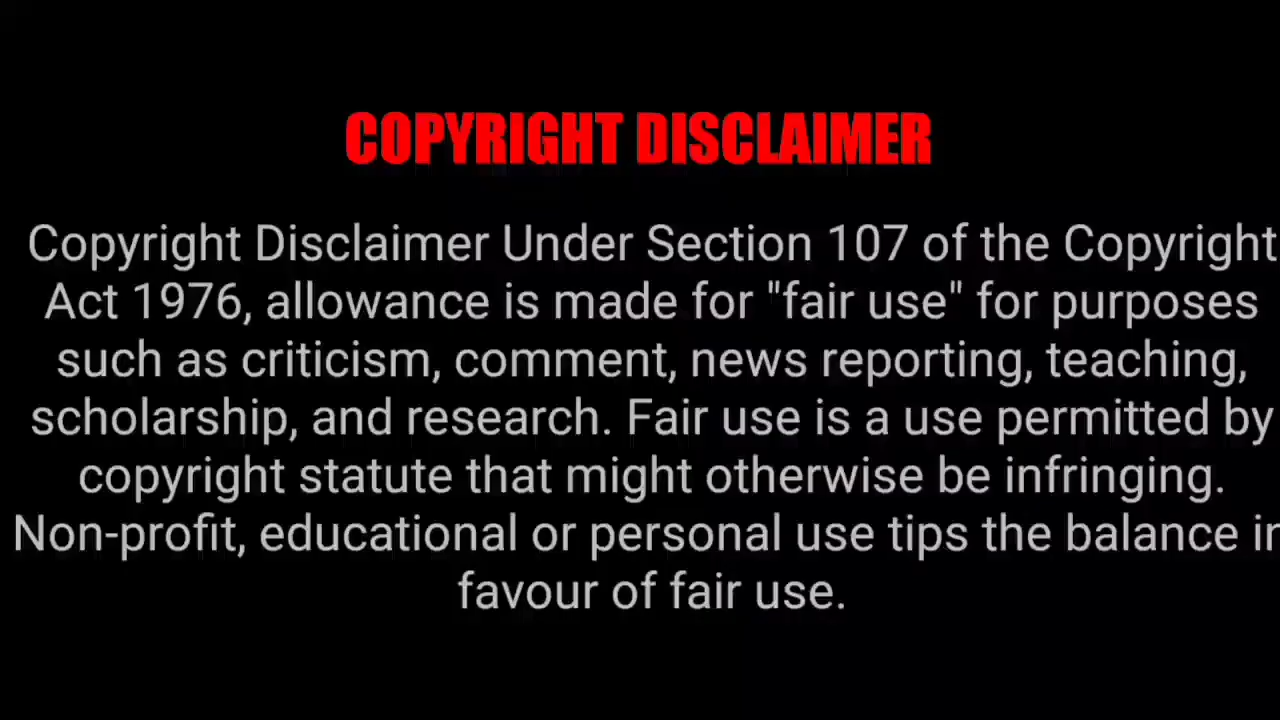 COPYRIGHT DISCLAIMER
Copyright Disclaimer Under Section 107 of the Copyright
Act 1976, allowance is made for "fair use" for purposes
such as criticism, comment, news reporting, teaching,
scholarship, and research. Fair use is a use permitted by
copyright statute that might otherwise be infringing.
Non-profit, educational or personal use tips the balance in
favour of fair use.